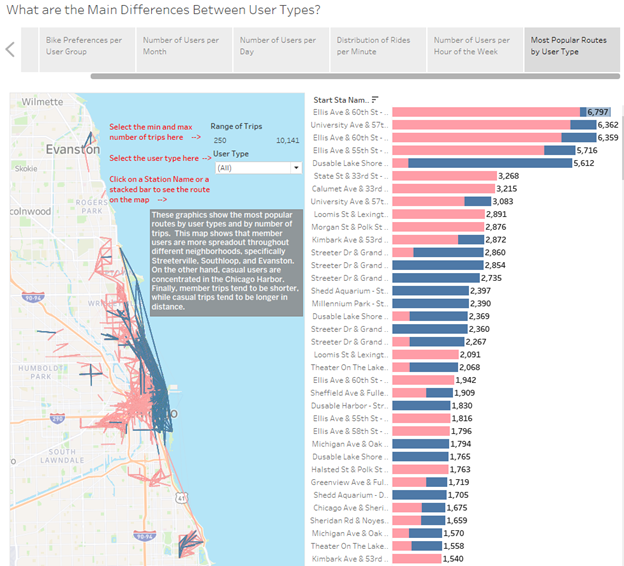 What are the Main Differences Between User Types?
Bike Preferences per
User Group
Number of Users per
Month
Number of Users per
Day
Distribution of Rides
per Minute
Number of Users per
Hour of the Week
Most Popular Routes
by User Type
Wilmette
Evanston
Skokie
colnwood
ROGERS
PARK
HUMBOLDT
PARK
SOUTH
LAWNDALE
90-94
290
41
90-94
Select the min and max
number of trips here -->
Range of Trips
250 10,141
Select the user type here -->
User Type
(All)
Click on a Station Name or a
stacked bar to see the route
on the map -->
These graphics show the most popular
routes by user types and by number of
trips. This map shows that member
users are more spreadout throughout
different neighborhoods, specifically
Streeterville, Southloop, and Evanston.
On the other hand, casual users are
concentrated in the Chicago Harbor.
Finally, member trips tend to be shorter,
while casual trips tend to be longer in
distance.
Start Sta Nam..
Ellis Ave & 60th St -.. 6,797
University Ave & 57t.. 6,362
Ellis Ave & 60th St -.. 6,359
Ellis Ave & 55th St -.. 5,716
Dusable Lake Shore .. 5,612
State St & 33rd St -.. 3,268
Calumet Ave & 33rd .. 3,215
University Ave & 57t.. 3,083
Loomis St & Lexingt.. 2,891
Morgan St & Polk St .. 2,876
Kimbark Ave & 53rd .. 2,872
Streeter Dr & Grand .. 2,860
Streeter Dr & Grand .. 2,854
Streeter Dr & Grand .. 2,735
Shedd Aquarium - St.. 2,397
Millennium Park - St.. 2,390
Dusable Lake Shore .. 2,369
Streeter Dr & Grand .. 2,360
Streeter Dr & Grand .. 2,267
Loomis St & Lexingt.. 2,091
Theater On The Lake.. 2,068
Ellis Ave & 60th St -.. 1,942
Sheffield Ave & Fulle.. 1,909
Dusable Harbor - Str.. 1,830
Ellis Ave & 55th St -.. 1,816
Ellis Ave & 58th St -.. 1,796
Michigan Ave & Oak .. 1,794
Dusable Lake Shore .. 1,765
Halsted St & Polk St .. 1,763
Greenview Ave & Ful.. 1,719
Shedd Aquarium - D.. 1,705
Chicago Ave & Sheri.. 1,675
Sheridan Rd & Noyes.. 1,659
Michigan Ave & Oak .. 1,570
Theater On The Lake.. 1,558
Kimbark Ave & 53rd .. 1,540